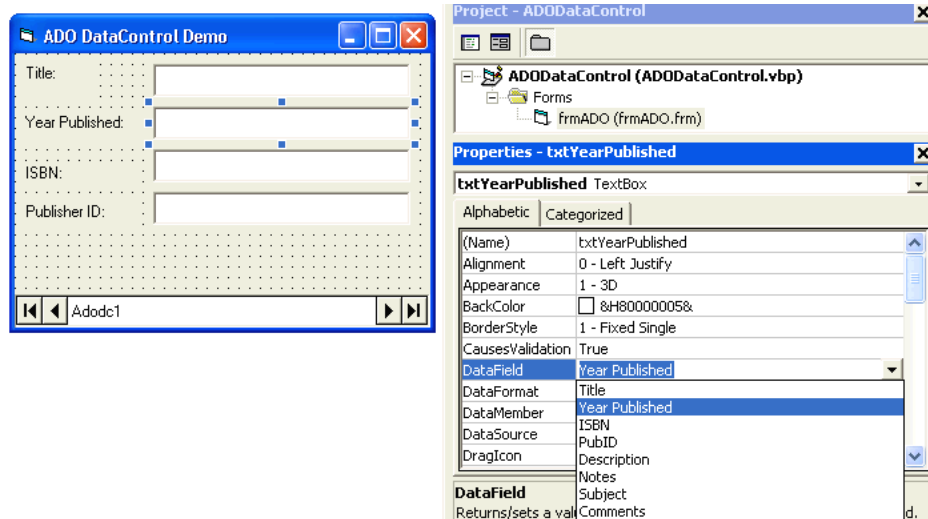 ADO DataControl Demo
Title:
Year Published:
ISBN:
Publisher ID:
Adodc1
Project - ADODataControl
ADODataControl (ADODataControl.vbp)
Forms
frmADO (frmADO.frm)
Properties - txtYearPublished
txtYearPublished TextBox
Alphabetic Categorized
(Name) txtYearPublished
Alignment 0 - Left Justify
Appearance 1 - 3D
BackColor &H80000005&
BorderStyle 1 - Fixed Single
CausesValidation True
DataField Year Published
DataFormat
DataMember
DataSource
DragIcon
Title
Year Published
ISBN
PubID
Description
Notes
Subject
Comments
DataField
Returns/sets a val d.